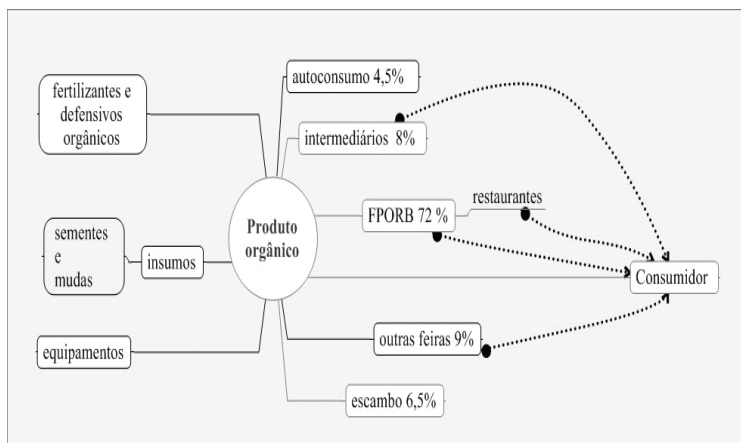 fertilizantes e
defensivos
orgânicos
sementes
e
mudas
insumos
equipamentos
Produto
orgânico
autoconsumo 4,5%
intermediários 8%
FPORB 72 %
restaurantes
outras feiras 9%
escambo 6,5%
Consumidor